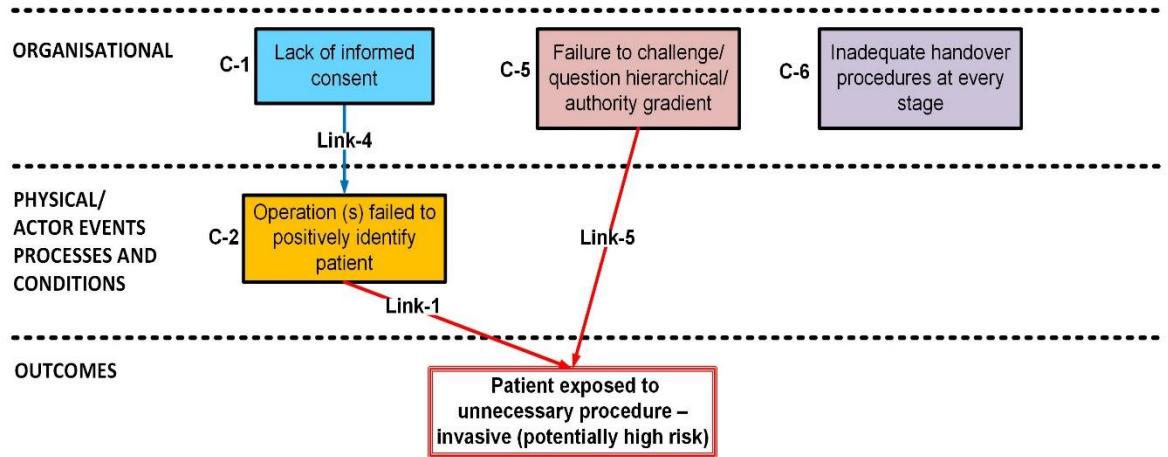 ORGANISATIONAL
C-1
Lack of informed
consent
C-5
Failure to challenge/
question hierarchical/
authority gradient
C-6
Inadequate handover
procedures at every
stage
Link-4
PHYSICAL/
ACTOR EVENTS
PROCESSES AND
CONDITIONS
C-2
Operation (s) failed to
positively identify
patient
Link-5
Link-1
OUTCOMES
Patient exposed to
unnecessary procedure –
invasive (potentially high risk)